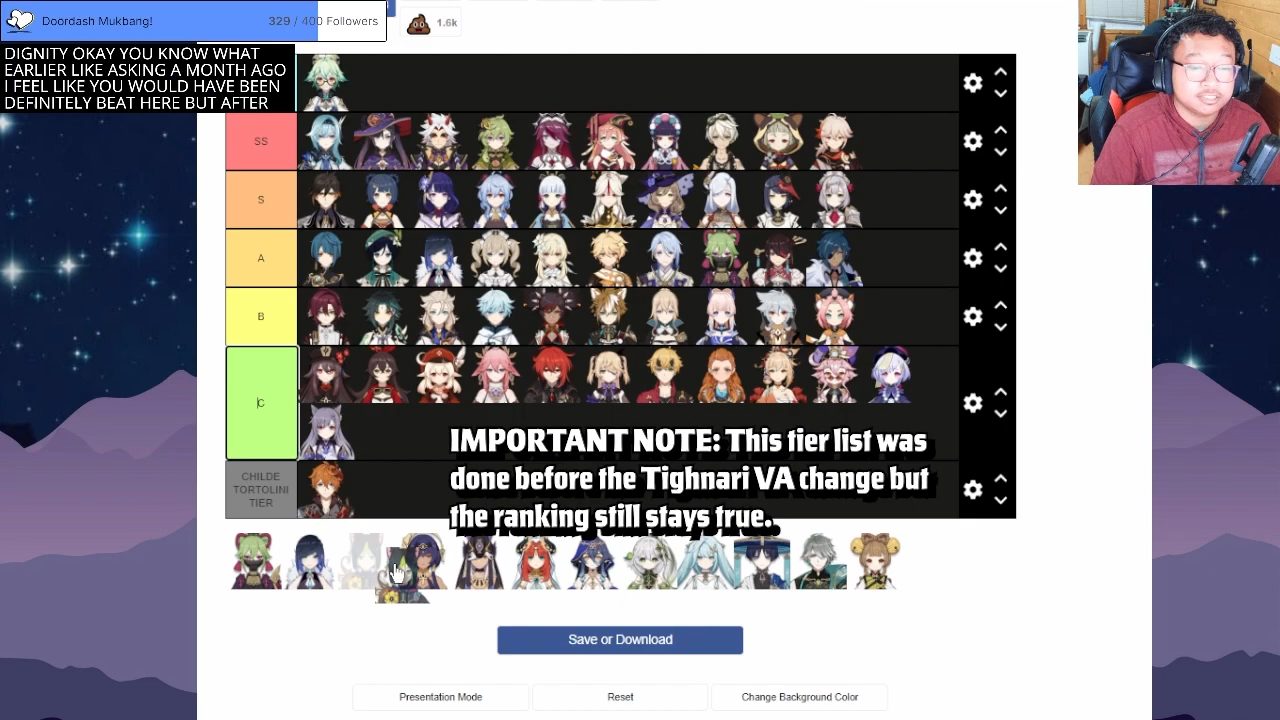 Doordash Mukbang!
329 / 400 Followers
1.6k
DIGNITY OKAY YOU KNOW WHAT
EARLIER LIKE ASKING A MONTH AGO
I FEEL LIKE YOU WOULD HAVE BEEN
DEFINITELY BEAT HERE BUT AFTER
SS
S
A
B
C
CHILDE
TORTOLINI
TIER
IMPORTANT NOTE: This tier list was
done before the Tighnari VA change but
the ranking still stays true.
Save or Download
Presentation Mode
Reset
Change Background Color